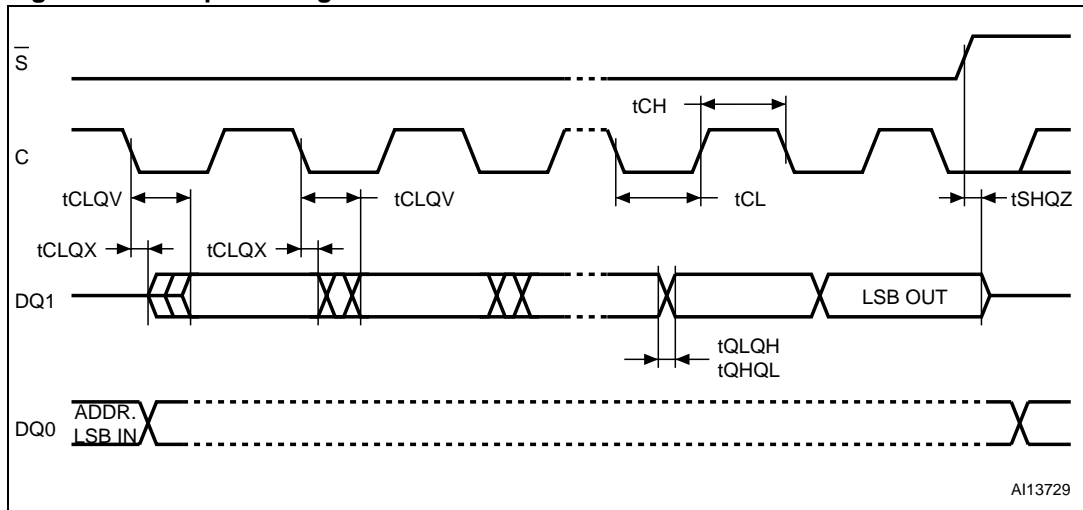 S
tCH
C
tCLQV
tCLQV
tCL
tSHQZ
tCLQX
tCLQX
DQ1
LSB OUT
tQLQH
tQHQL
DQ0
ADDR.
LSB IN
AI13729